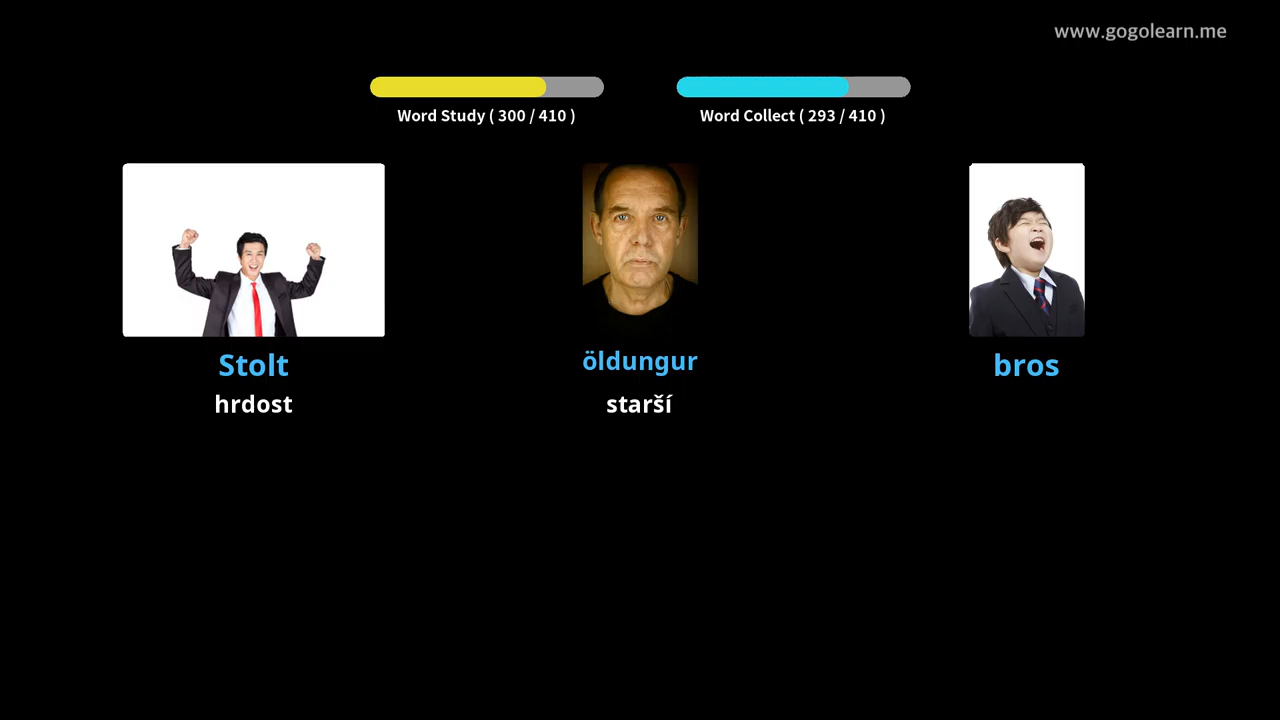 www.gogolearn.me
Word Study ( 300 / 410 )
Word Collect ( 293 / 410 )
Stolt
öldungur
bros
hrdost
starší